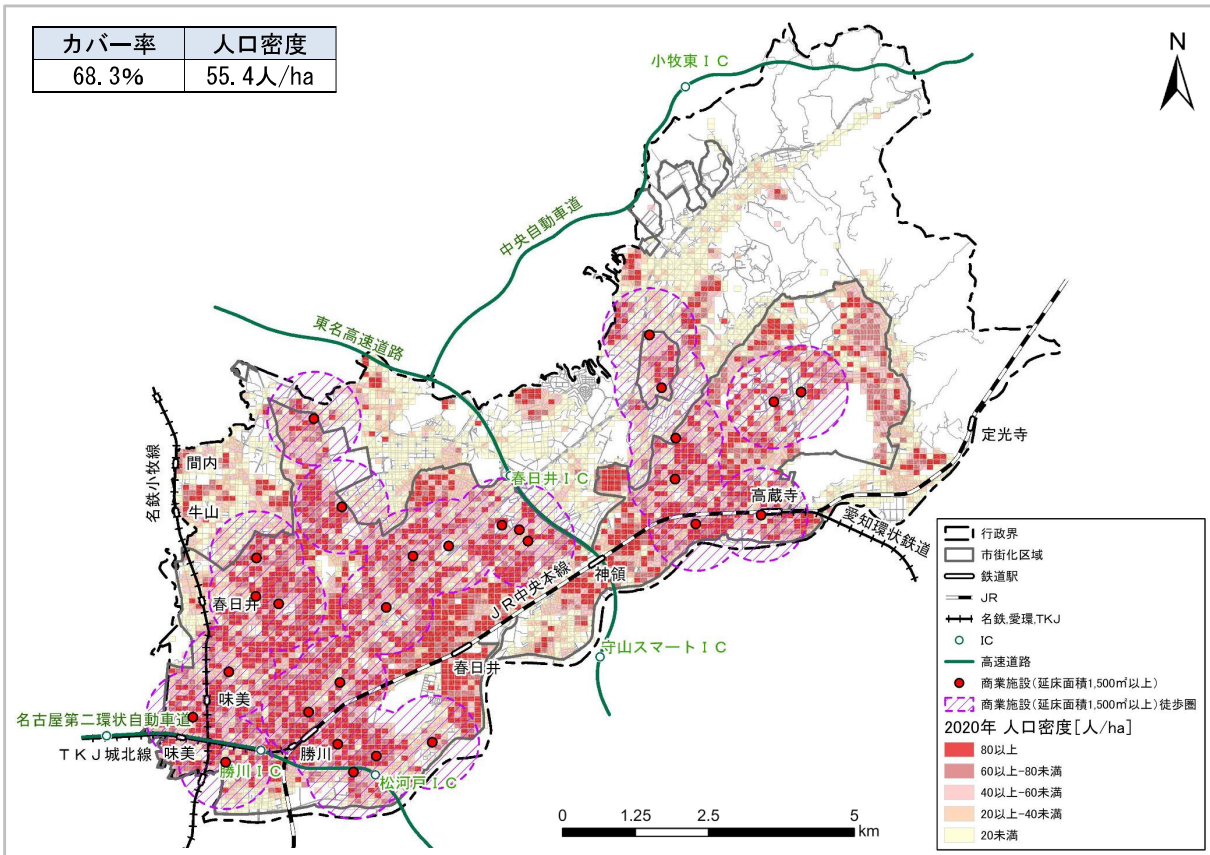 カバー率 人口密度
68.3% 55.4人/ha
N
小牧東IC
中央自動車道
東名高速道路
名鉄小牧線
間内
牛山
春日井IC
定光寺
高蔵寺
愛知環状鉄道
神領
JR中央本線
春日井
守山スマートIC
春日井
味美
名古屋第二環状自動車道
TKJ城北線
味美
勝川IC
勝川
松河戸IC
行政界
市街化区域
鉄道駅
JR
名鉄,愛環,TKJ
IC
高速道路
商業施設(延床面積1,500㎡以上)
商業施設(延床面積1,500㎡以上)徒歩圏
2020年 人口密度[人/ha]
80以上
60以上-80未満
40以上-60未満
20以上-40未満
20未満
0 1.25 2.5 5
km